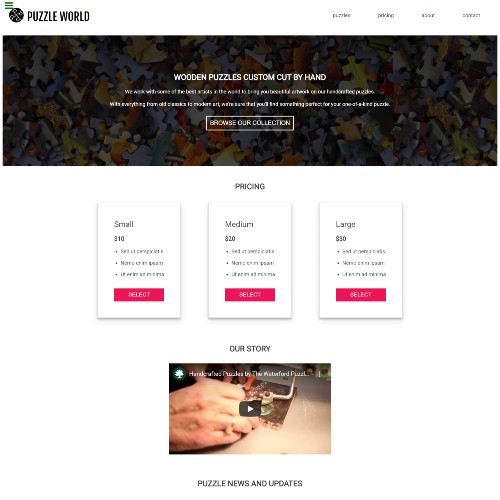 PUZZLE WORLD
puzzles pricing about contact
WOODEN PUZZLES CUSTOM CUT BY HAND
We work with some of the best artists in the world to bring you beautiful artwork on our handcrafted puzzles.
With everything from old classics to modern art, we're sure that you'll find something perfect for your one-of-a-kind puzzle.
BROWSE OUR COLLECTION
PRICING
Small
$10
• Sed ut perspiciatis
• Nemo enim ipsam
• Ut enim ad minima
SELECT
Medium
$20
• Sed ut perspiciatis
• Nemo enim ipsam
• Ut enim ad minima
SELECT
Large
$30
• Sed ut perspiciatis
• Nemo enim ipsam
• Ut enim ad minima
SELECT
OUR STORY
Handcrafted Puzzles by The Waterford Puzzl...
PUZZLE NEWS AND UPDATES